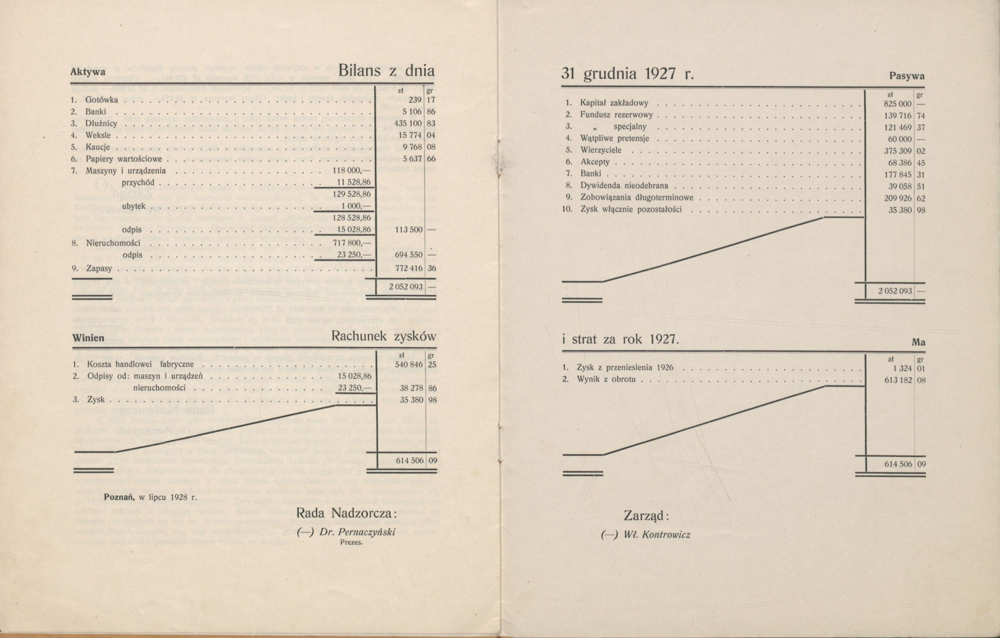 Aktywa Bilans z dnia
zł gr
1. Gotówka 239 17
2. Banki 5 106 86
3. Dłużnicy 435 100 83
4. Weksle 15 774 04
5. Kaucje 9 768 08
6. Papiery wartościowe 5 637 66
7. Maszyny i urządzenia 118 000,—
przychód 11 528,86
129 528,86
ubytek 1 000,—
128 528,86
odpis 15 028,86 113 500 —
8. Nieruchomości 717 800,—
odpis 23 250,— 694 550 —
9. Zapasy 772 416 36
2 052 093 —
Winien Rachunek zysków
zł gr
1. Koszta handlowei fabryczne 540 846 25
2. Odpisy od: maszyn i urządzeń 15 028,86
nieruchomości 23 250.— 38 278 86
3. Zysk 35 380 98
614 506 09
Poznań, w lipcu 1928 r.
Rada Nadzorcza:
(—) Dr. Pernaczyński
Prezes.
31 grudnia 1927 r. Pasywa
zł gr
1. Kapitał zakładowy 825 000 —
2. Fundusz rezerwowy 139 716 74
3. „ specjalny 121 469 37
4. Wątpliwe pretensje 60 000 —
5. Wierzyciele 375 309 02
6. Akcepty 68 386 45
7. Banki 177 845 31
8. Dywidenda nieodebrana 39 058 51
9. Zobowiązania długoterminowe 209 926 62
10. Zysk włącznie pozostałości 35 380 98
2 052 093 —
i strat za rok 1927. Ma
zł gr
1. Zysk z przeniesienia 1926 1 324 01
2. Wynik z obrotu 613 182 08
614 506 09
Zarząd:
(—) Wł. Kontrowicz